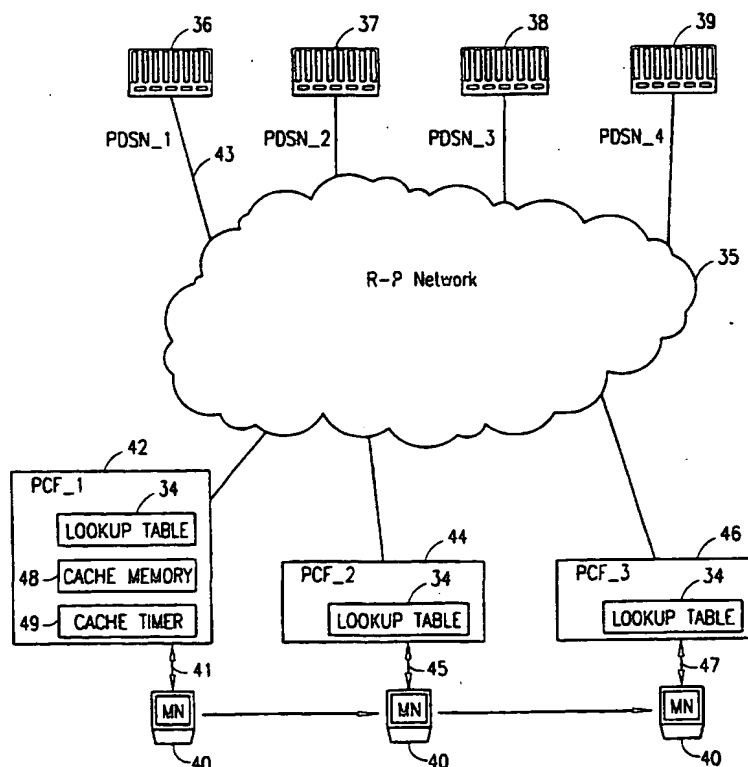 36
37
38
39
PDSN_1
PDSN_2
PDSN_3
PDSN_4
43
35
R-P Network
42
PCF_1
34
LOOKUP TABLE
48
CACHE MEMORY
49
CACHE TIMER
44
PCF_2
34
LOOKUP TABLE
46
PCF_3
34
LOOKUP TABLE
41
45
47
MN
MN
MN
40
40
40